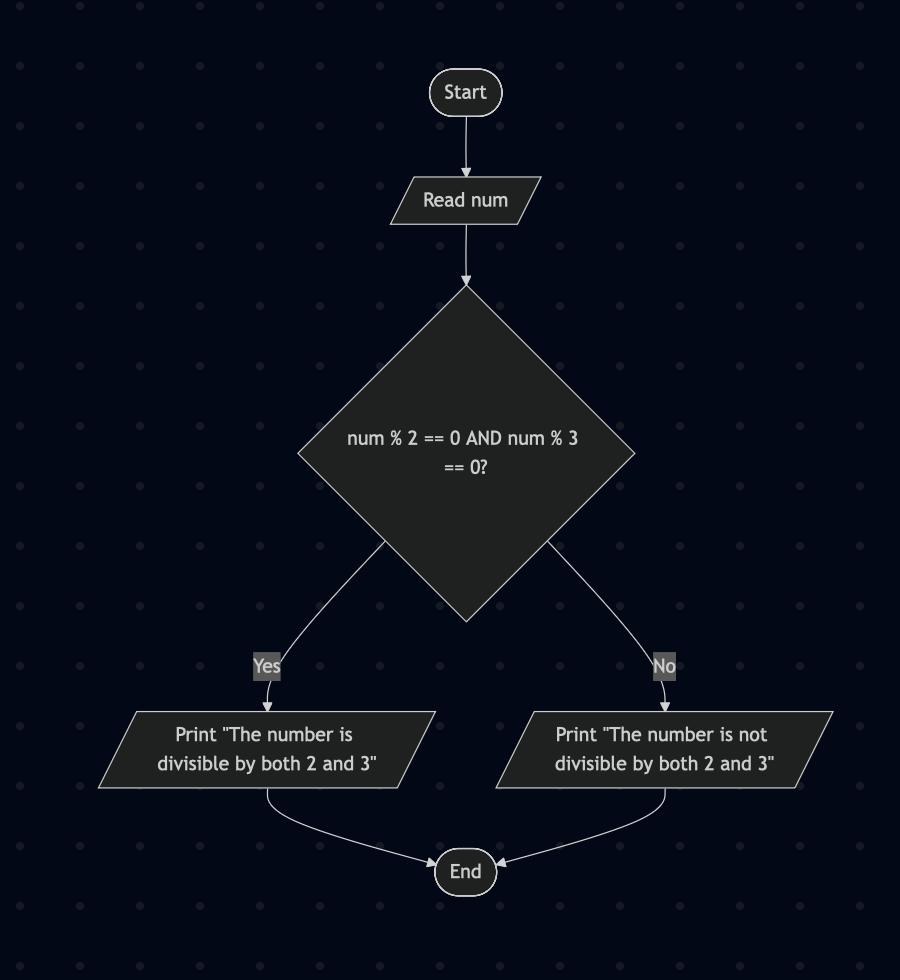 Start
Read num
num % 2 == 0 AND num % 3
== 0?
Yes
No
Print "The number is
divisible by both 2 and 3"
Print "The number is not
divisible by both 2 and 3"
End